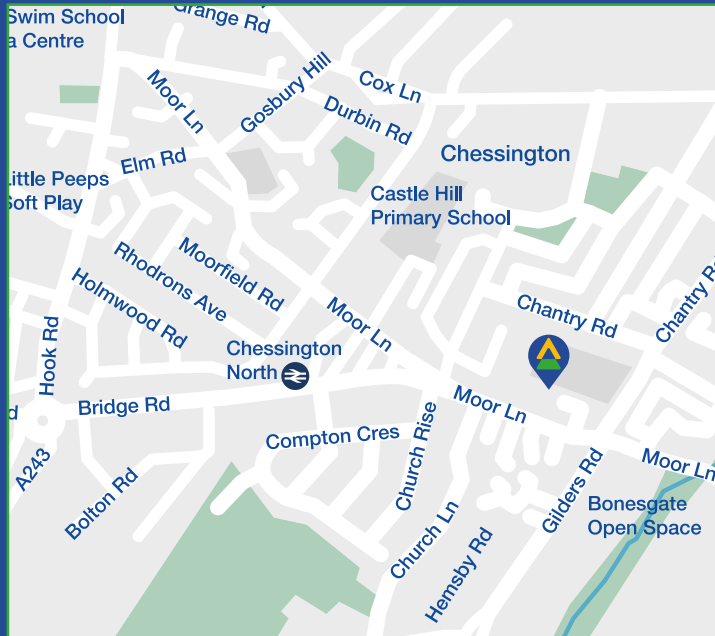 Swim School
a Centre
Grange Rd
Cox Ln
Moor Ln
Gosbury Hill
Durbin Rd
Chessington
Elm Rd
Little Peeps
Soft Play
Castle Hill
Primary School
Moorfield Rd
Rhodrons Ave
Holmwood Rd
Chantry Rd
Chantry Rd
Moor Ln
Hook Rd
Chessington
North
Bridge Rd
Moor Ln
Compton Cres
Church Rise
d
A243
Bolton Rd
Moor Ln
Gilders Rd
Bonesgate
Open Space
Church Ln
Hemsby Rd